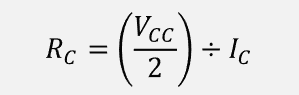 R_C = (V_CC / 2) ÷ I_C